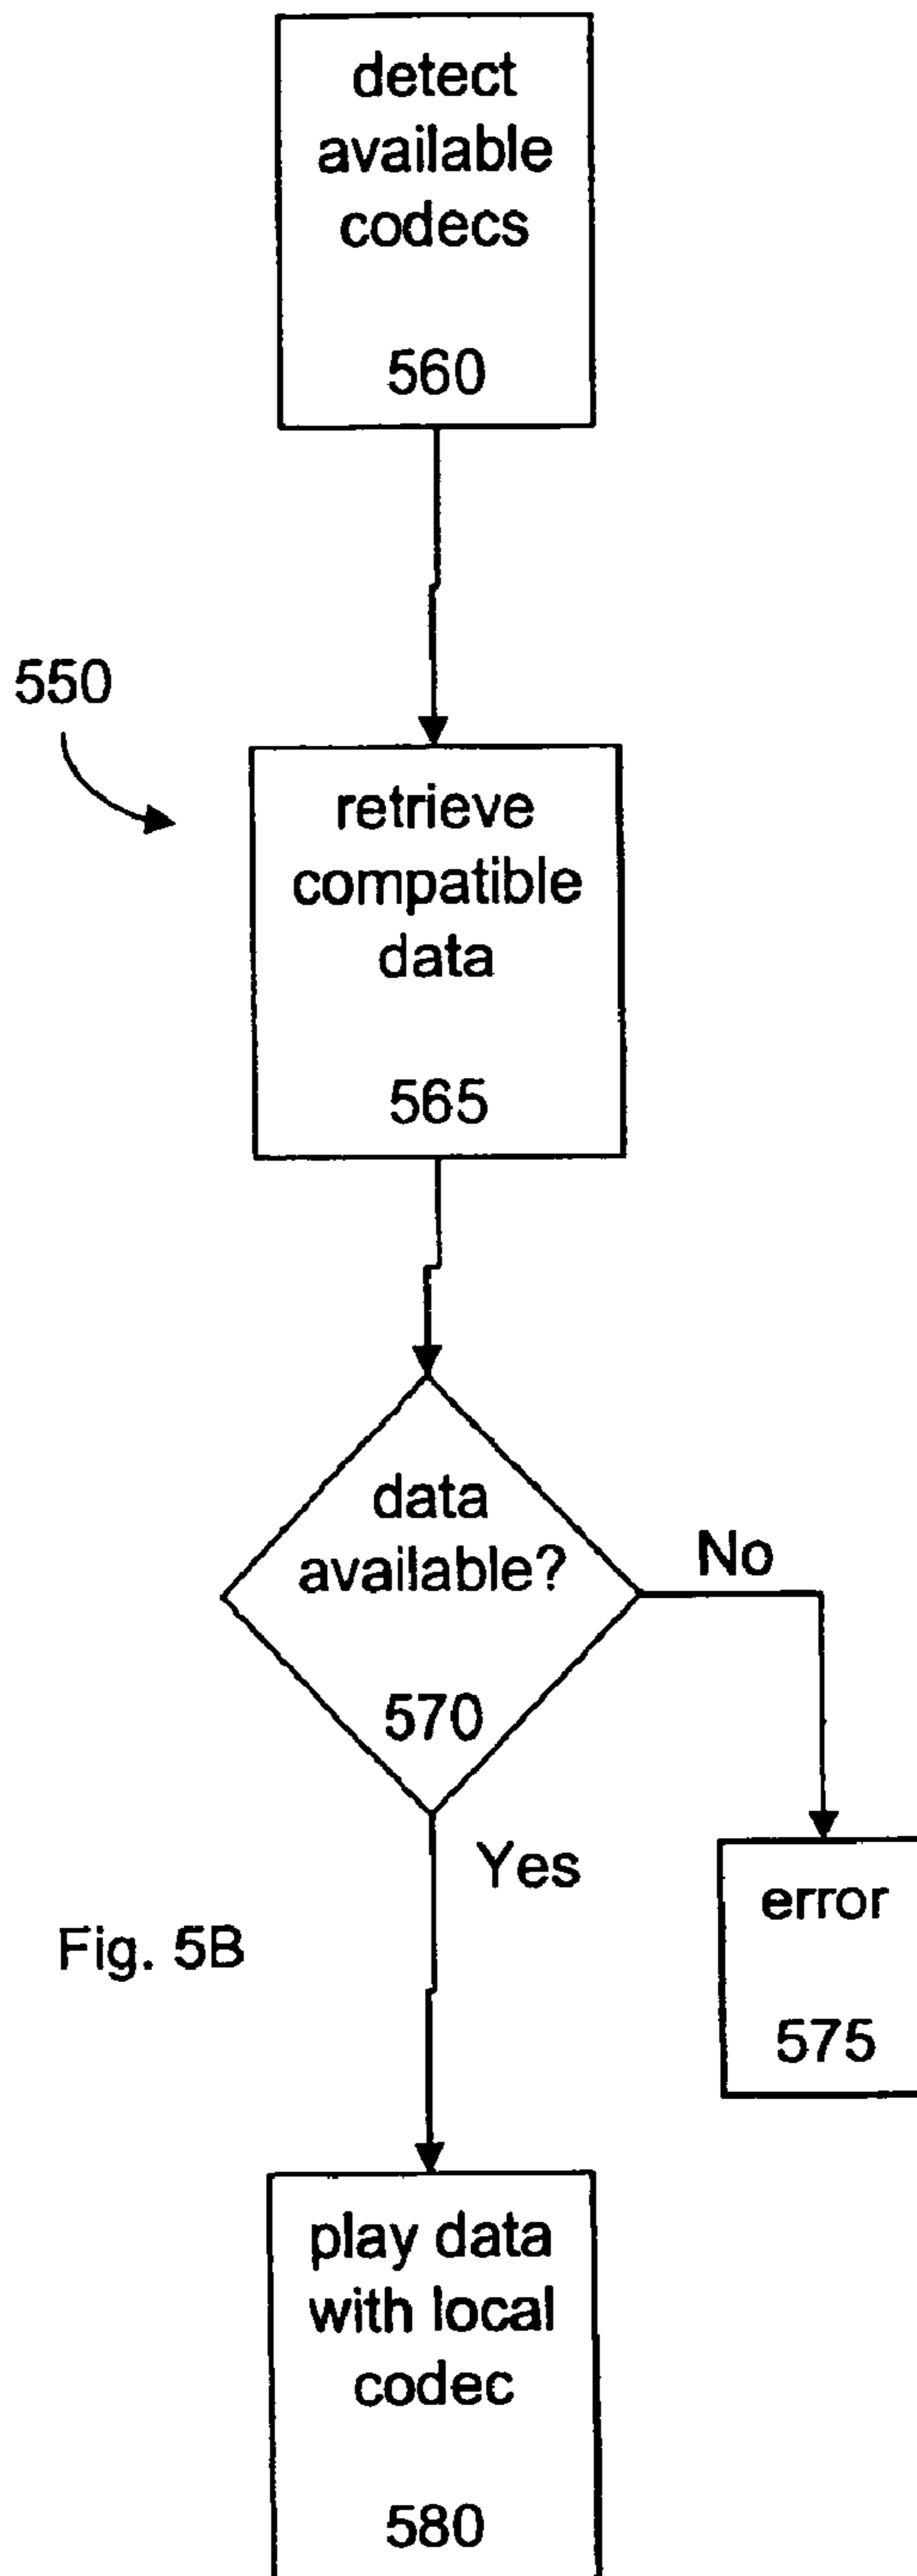 detect
available
codecs
560
550
retrieve
compatible
data
565
data
available?
570
No
Yes
error
575
Fig. 5B
play data
with local
codec
580